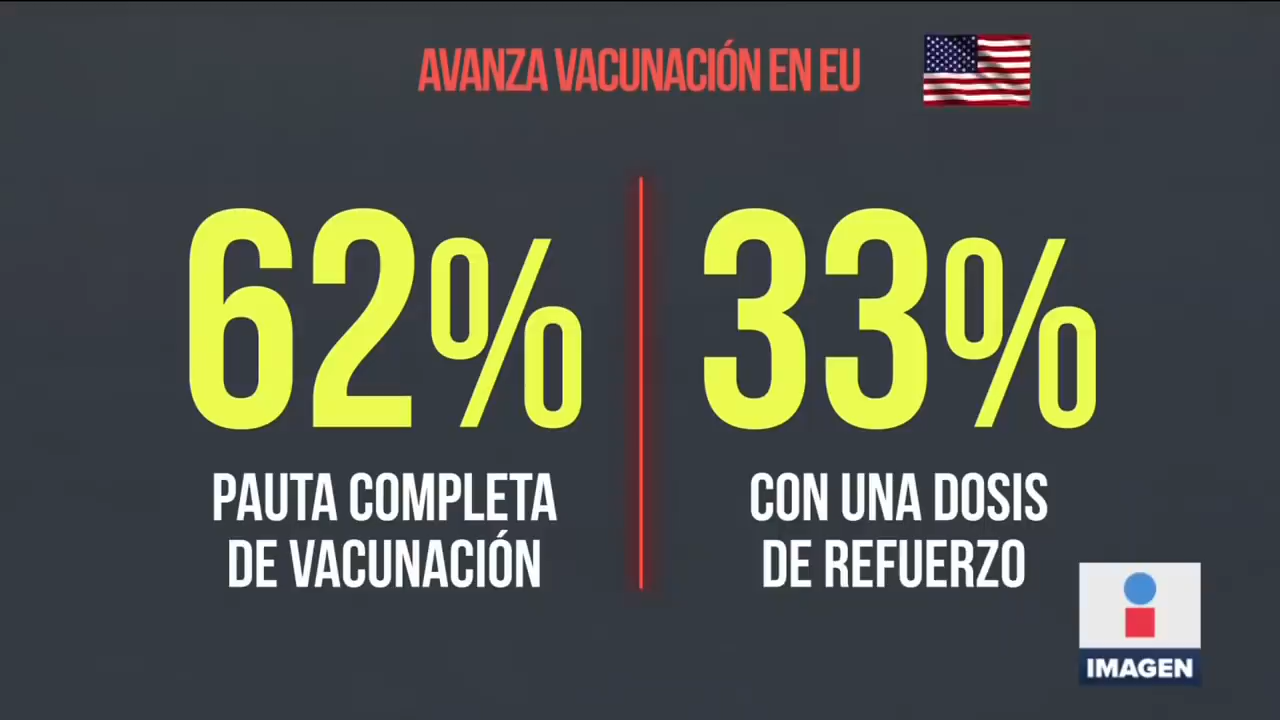 AVANZA VACUNACIÓN EN EU
62%
PAUTA COMPLETA
DE VACUNACIÓN
33%
CON UNA DOSIS
DE REFUERZO
IMAGEN